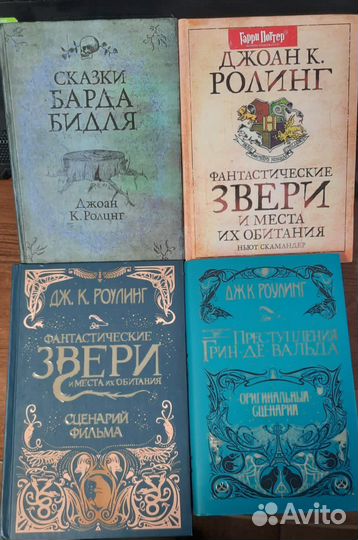 СКАЗКИ
БАРДА
БИДЛЯ
Джоан
К. Ролинг
Гарри Поттер
ДЖОАН К.
РОЛИНГ
ФАНТАСТИЧЕСКИЕ
ЗВЕРИ
И МЕСТА
ИХ ОБИТАНИЯ
НЬЮТ САМАНДЕР
ДЖ. К. РОУЛИНГ
ФАНТАСТИЧЕСКИЕ
ЗВЕРИ
И МЕСТА ИХ ОБИТАНИЯ
СЦЕНАРИЙ
ФИЛЬМА
ДЖ. К. РОУЛИНГ
ПРЕСТУПЛЕНИЯ
ГРИН-ДЕ-ВАЛЬДА
ОРИГИНАЛЬНЫЙ
СЦЕНАРИЙ
Avito